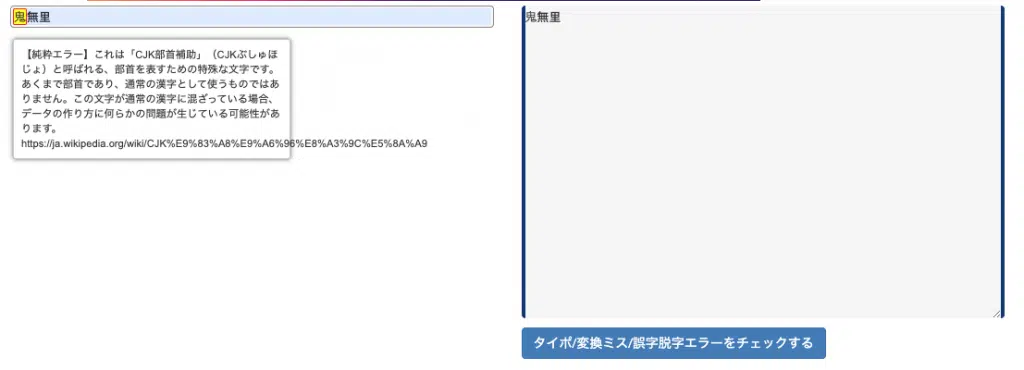 ⿁無里
【純粋エラー】これは「CJK部首補助」(CJKぶしゅほ
じょ)と呼ばれる、部首を表すための特殊な文字です。
あくまで部首であり、通常の漢字として使うものではあ
りません。この文字が通常の漢字に混ざっている場合、
データの作り方に何らかの問題が生じている可能性があ
ります。
https://ja.wikipedia.org/wiki/CJK%E9%83%A8%E9%A6%96%E8%A3%9C%E5%8A%A9
⿁無里
タイポ/変換ミス/誤字脱字エラーをチェックする